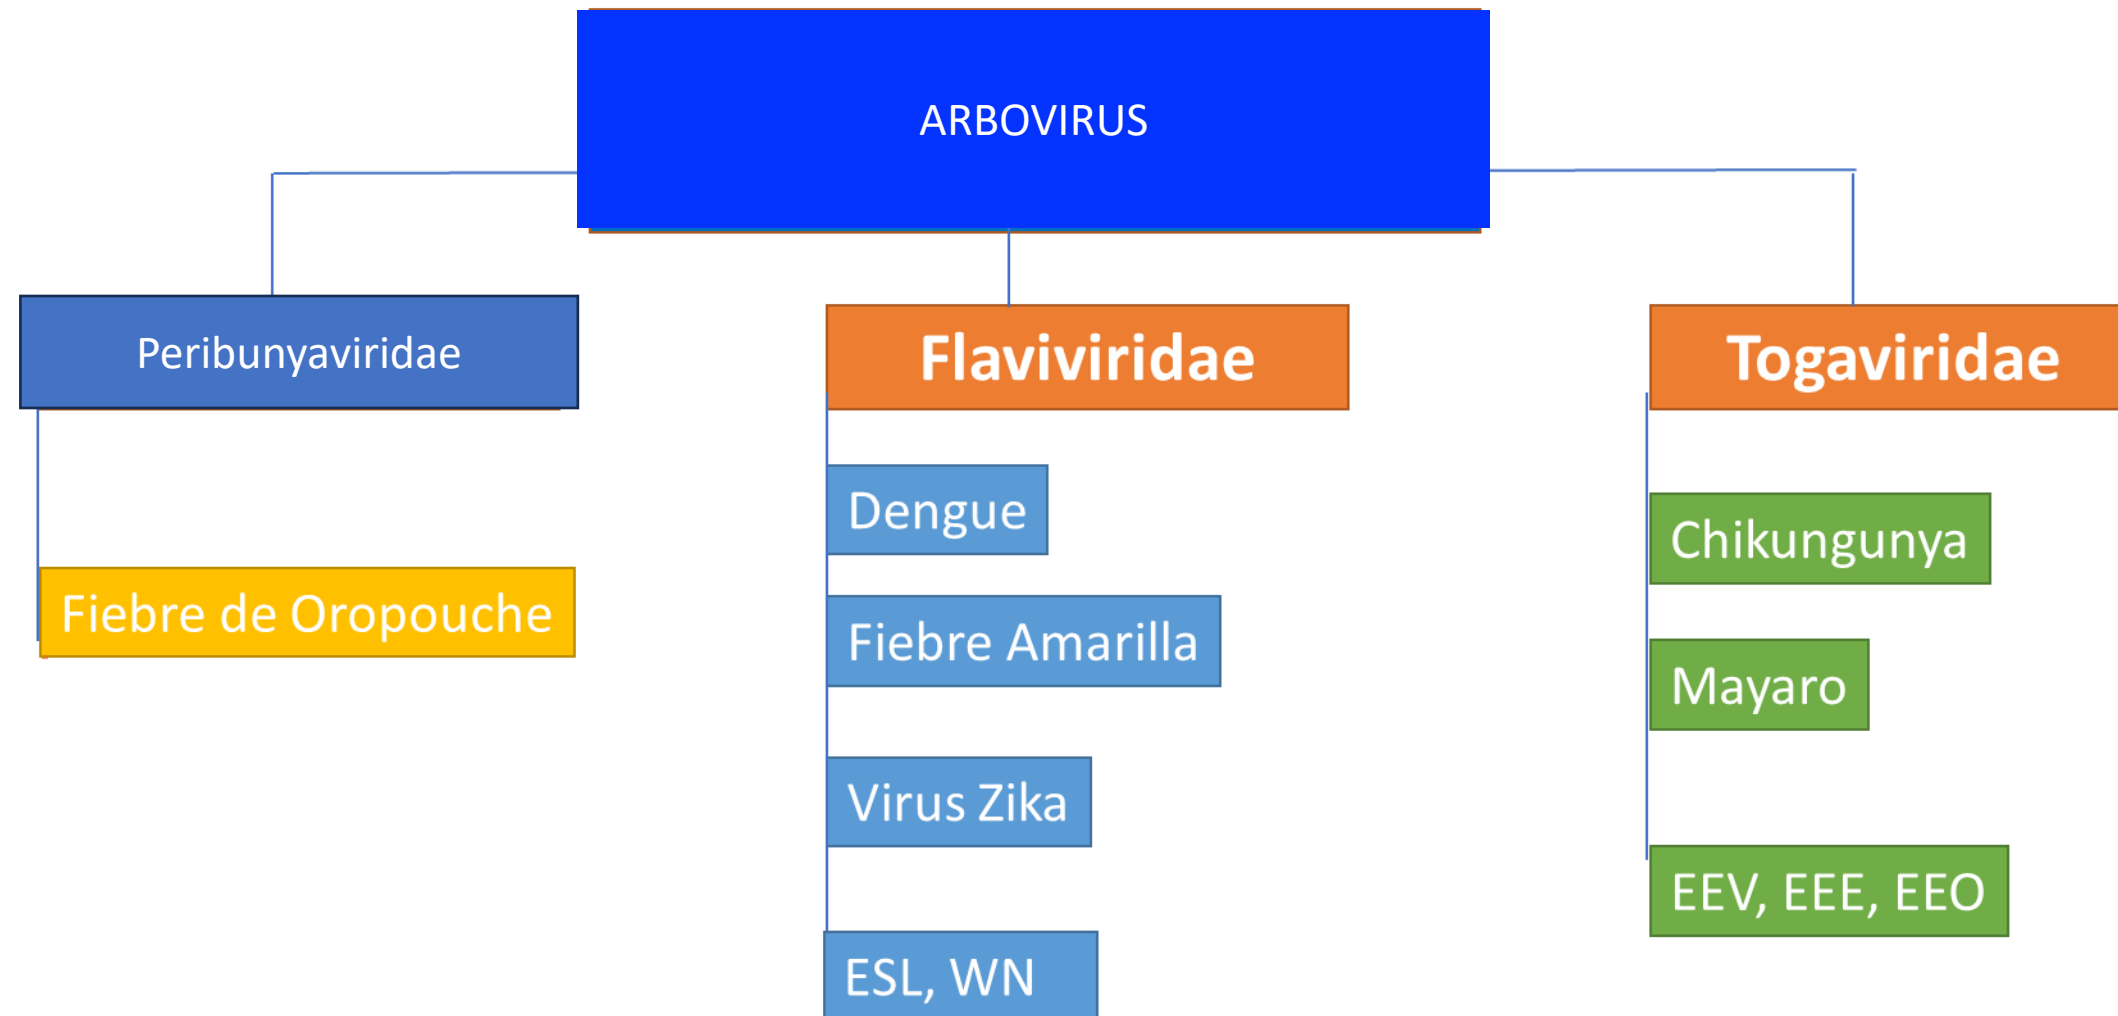 ARBOVIRUS
Peribunyaviridae
Fiebre de Oropouche
Flaviviridae
Dengue
Fiebre Amarilla
Virus Zika
ESL, WN
Togaviridae
Chikungunya
Mayaro
EEV, EEE, EEO